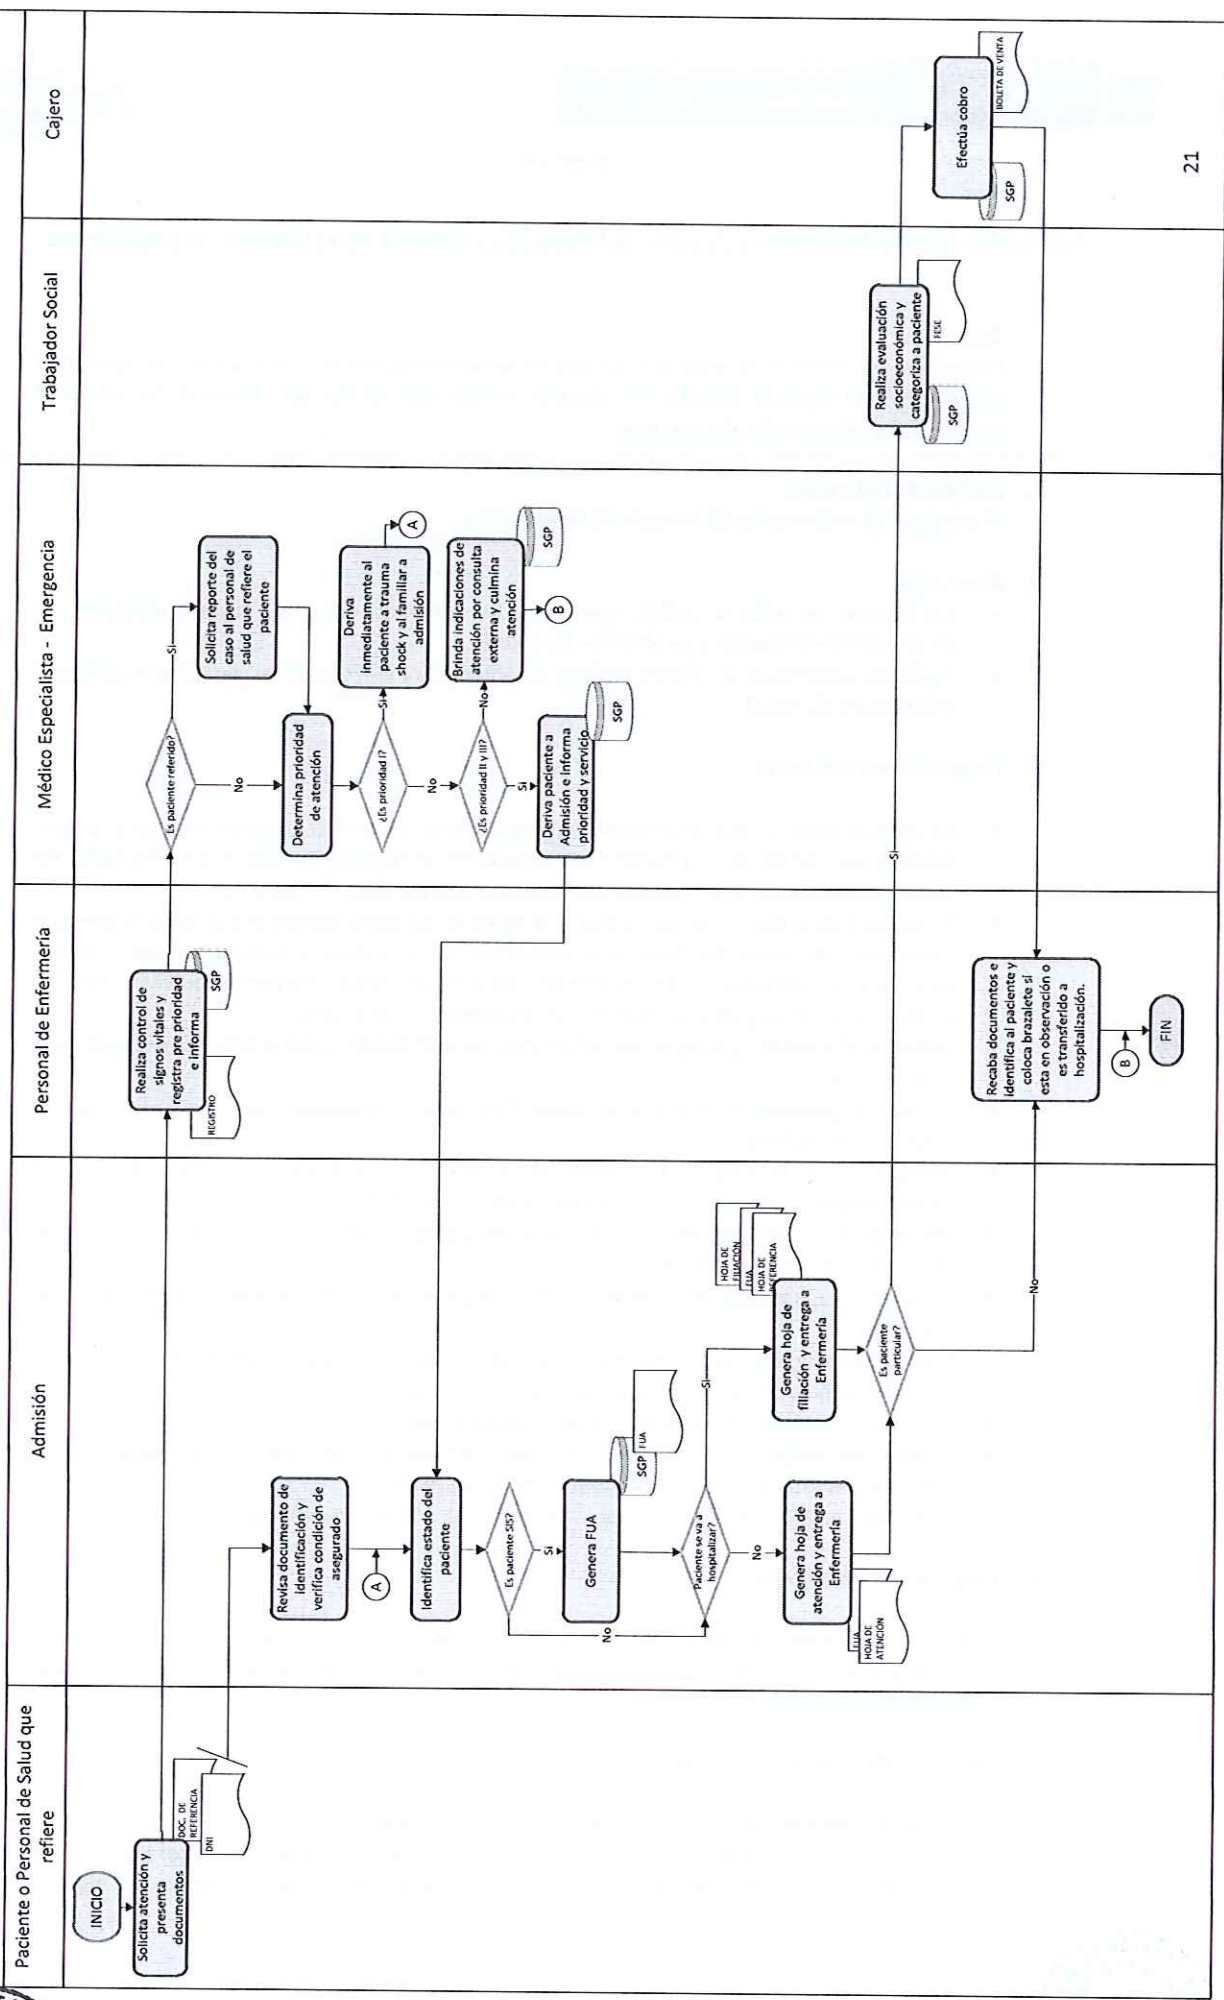 Paciente o Personal de Salud que
refiere
Admisión
Personal de Enfermería
Médico Especialista - Emergencia
Trabajador Social
Cajero
INICIO
Solicita atención y
presenta
documentos
DOC. DE
REFERENCIA
DNI
Revisa documento de
identificación y
verifica condición de
asegurado
A
Identifica estado del
paciente
Es paciente SIS?
Si
No
Genera FUA
SGP
FUA
Paciente se va a
hospitalizar?
Si
No
Genera hoja de
atención y entrega a
Enfermería
FUA
HOJA DE
ATENCIÓN
Genera hoja de
filiación y entrega a
Enfermería
HOJA DE
FILIACIÓN
FUA
HOJA DE
REFERENCIA
Es paciente
particular?
Si
No
Realiza control de
signos vitales y
registra pre prioridad
e informa
REGISTRO
SGP
Recaba documentos e
identifica al paciente y
coloca brazalete si
esta en observación o
es transferido a
hospitalización.
B
FIN
Es paciente referido?
Si
No
Solicita reporte del
caso al personal de
salud que refiere el
paciente
Determina prioridad
de atención
¿Es prioridad I?
Si
No
Deriva
inmediatamente al
paciente a trauma
shock y al familiar a
admisión
A
¿Es prioridad II y III?
No
Si
Brinda indicaciones de
atención por consulta
externa y culmina
atención
SGP
B
Deriva paciente a
Admisión e informa
prioridad y servicio
SGP
Realiza evaluación
socioeconómica y
categoriza a paciente
SGP
FESE
Efectúa cobro
SGP
BOLETA DE VENTA
21